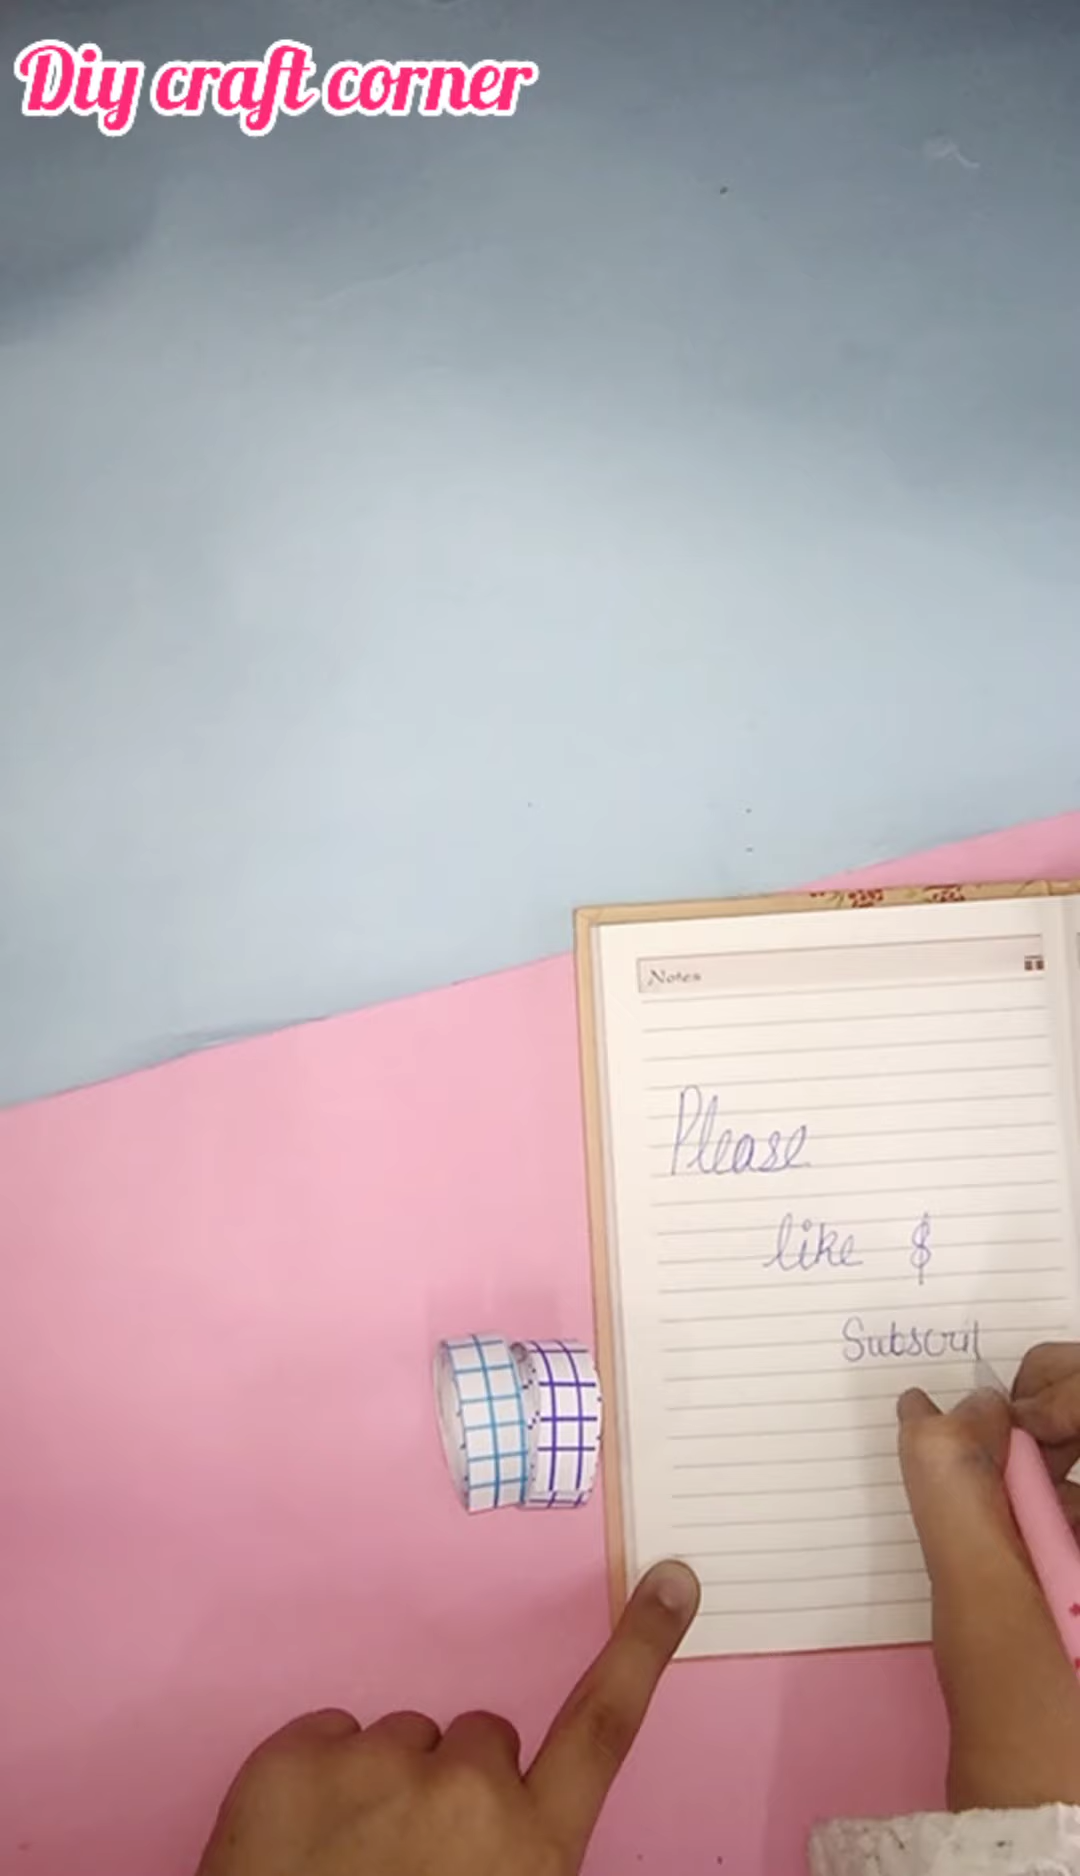 Diy craft corner
Notes
Please
like $
Subscri